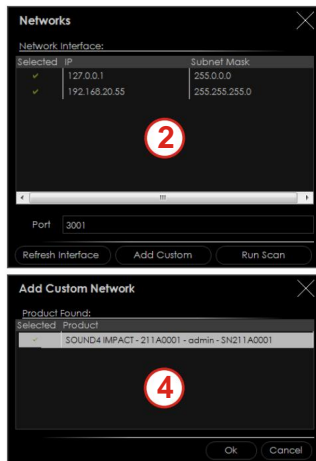 Networks
Network Interface:
Selected IP Subnet Mask
127.0.0.1 255.0.0.0
192.168.20.55 255.255.255.0
2
Port 3001
Refresh Interface Add Custom Run Scan
Add Custom Network
Product Found:
Selected Product
SOUND4 IMPACT - 211A0001 - admin - SN211A0001
4
Ok Cancel